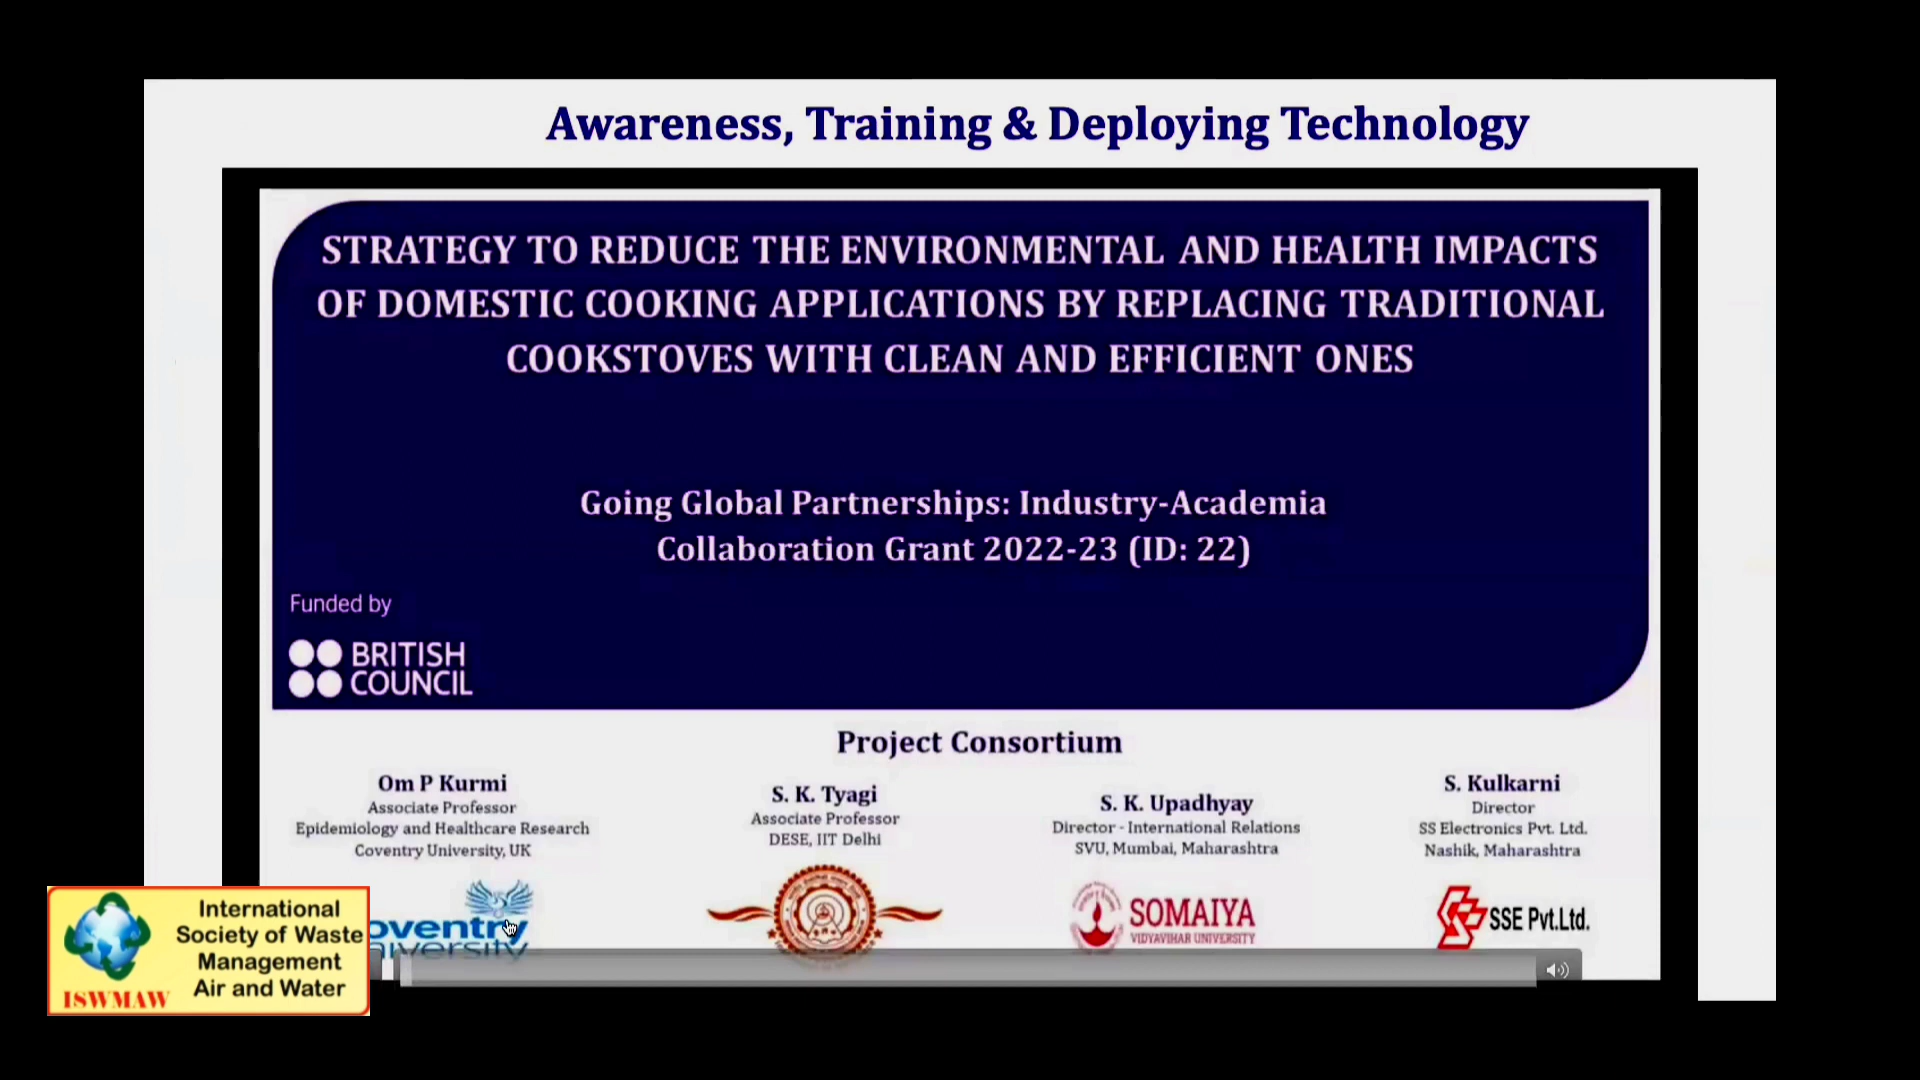 Awareness, Training & Deploying Technology
STRATEGY TO REDUCE THE ENVIRONMENTAL AND HEALTH IMPACTS
OF DOMESTIC COOKING APPLICATIONS BY REPLACING TRADITIONAL
COOKSTOVES WITH CLEAN AND EFFICIENT ONES
Going Global Partnerships: Industry-Academia
Collaboration Grant 2022-23 (ID: 22)
Funded by
BRITISH
COUNCIL
Project Consortium
Om P Kurmi
Associate Professor
Epidemiology and Healthcare Research
Coventry University, UK
S. K. Tyagi
Associate Professor
DESE, IIT Delhi
S. K. Upadhyay
Director - International Relations
SVU, Mumbai, Maharashtra
S. Kulkarni
Director
SS Electronics Pvt. Ltd.
Nashik, Maharashtra
oventry
niversity
SOMAIYA
VIDYAVIHAR UNIVERSITY
SSE Pvt.Ltd.
International
Society of Waste
Management
Air and Water
ISWMAW